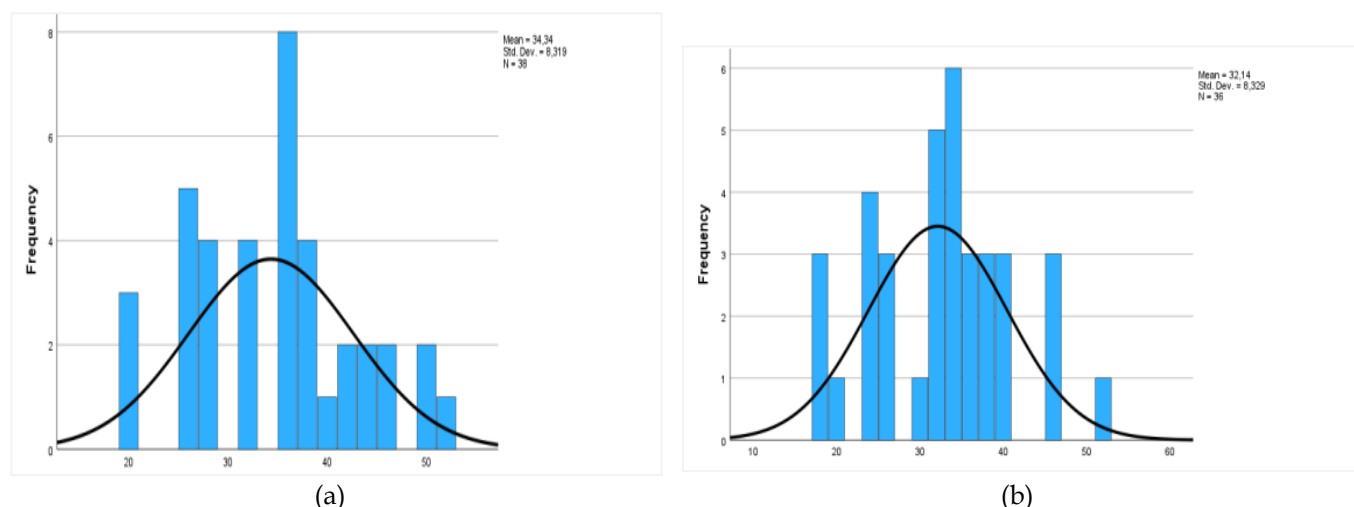 Mean = 34,34
Std. Dev. = 8,319
N = 38
Frequency
8
6
4
2
0
20 30 40 50
(a)
Mean = 32,14
Std. Dev. = 8,329
N = 36
Frequency
6
5
4
3
2
1
0
10 20 30 40 50 60
(b)